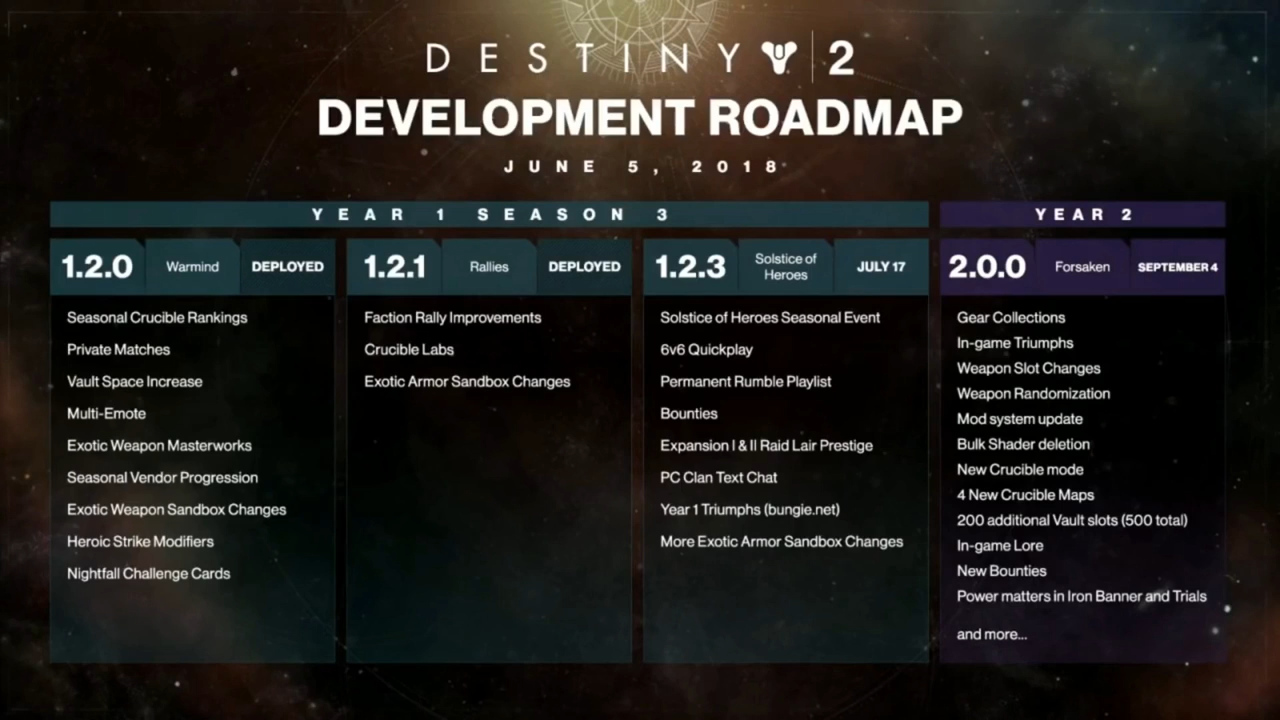 DESTINY 2
DEVELOPMENT ROADMAP
JUNE 5, 2018
YEAR 1 SEASON 3
1.2.0 Warmind DEPLOYED
Seasonal Crucible Rankings
Private Matches
Vault Space Increase
Multi-Emote
Exotic Weapon Masterworks
Seasonal Vendor Progression
Exotic Weapon Sandbox Changes
Heroic Strike Modifiers
Nightfall Challenge Cards
1.2.1 Rallies DEPLOYED
Faction Rally Improvements
Crucible Labs
Exotic Armor Sandbox Changes
1.2.3 Solstice of
Heroes JULY 17
Solstice of Heroes Seasonal Event
6v6 Quickplay
Permanent Rumble Playlist
Bounties
Expansion I & II Raid Lair Prestige
PC Clan Text Chat
Year 1 Triumphs (bungie.net)
More Exotic Armor Sandbox Changes
YEAR 2
2.0.0 Forsaken SEPTEMBER 4
Gear Collections
In-game Triumphs
Weapon Slot Changes
Weapon Randomization
Mod system update
Bulk Shader deletion
New Crucible mode
4 New Crucible Maps
200 additional Vault slots (500 total)
In-game Lore
New Bounties
Power matters in Iron Banner and Trials
and more...